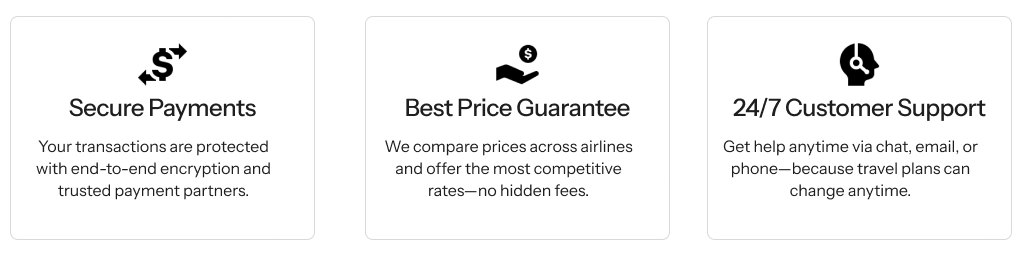 Secure Payments
Your transactions are protected
with end-to-end encryption and
trusted payment partners.
Best Price Guarantee
We compare prices across airlines
and offer the most competitive
rates—no hidden fees.
24/7 Customer Support
Get help anytime via chat, email, or
phone—because travel plans can
change anytime.